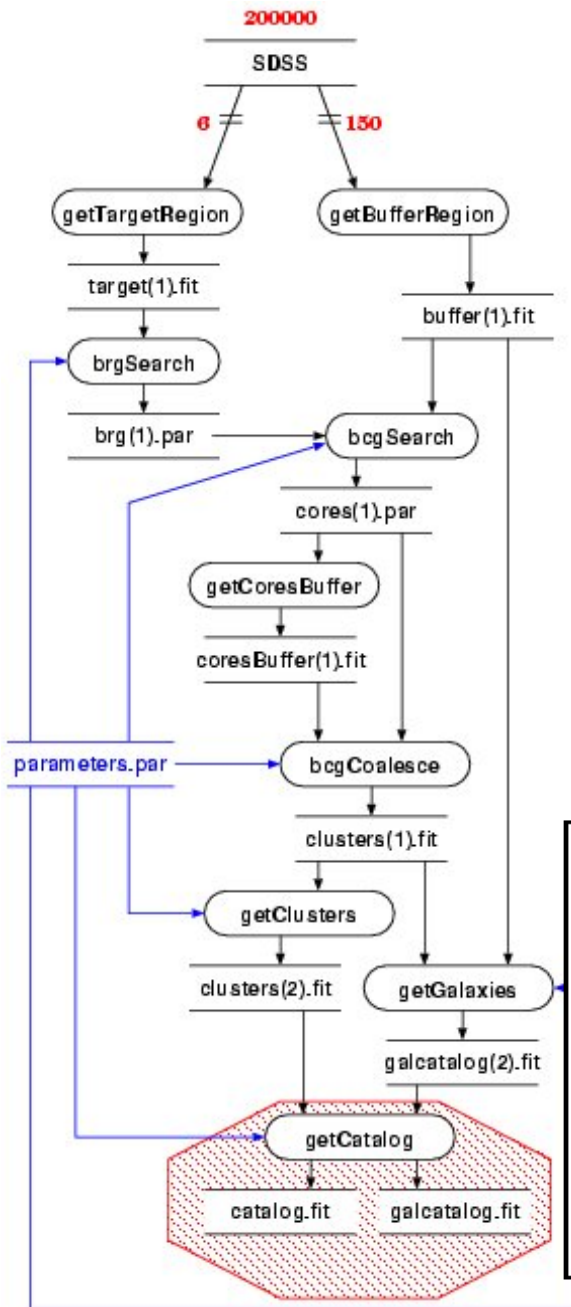 200000
SDSS
6
150
getTargetRegion
getBufferRegion
target(1).fit
buffer(1).fit
brgSearch
brg(1).par
bcgSearch
cores(1).par
getCoresBuffer
coresBuffer(1).fit
parameters.par
bcgCoalesce
clusters(1).fit
getClusters
clusters(2).fit
getGalaxies
galcatalog(2).fit
getCatalog
catalog.fit
galcatalog.fit